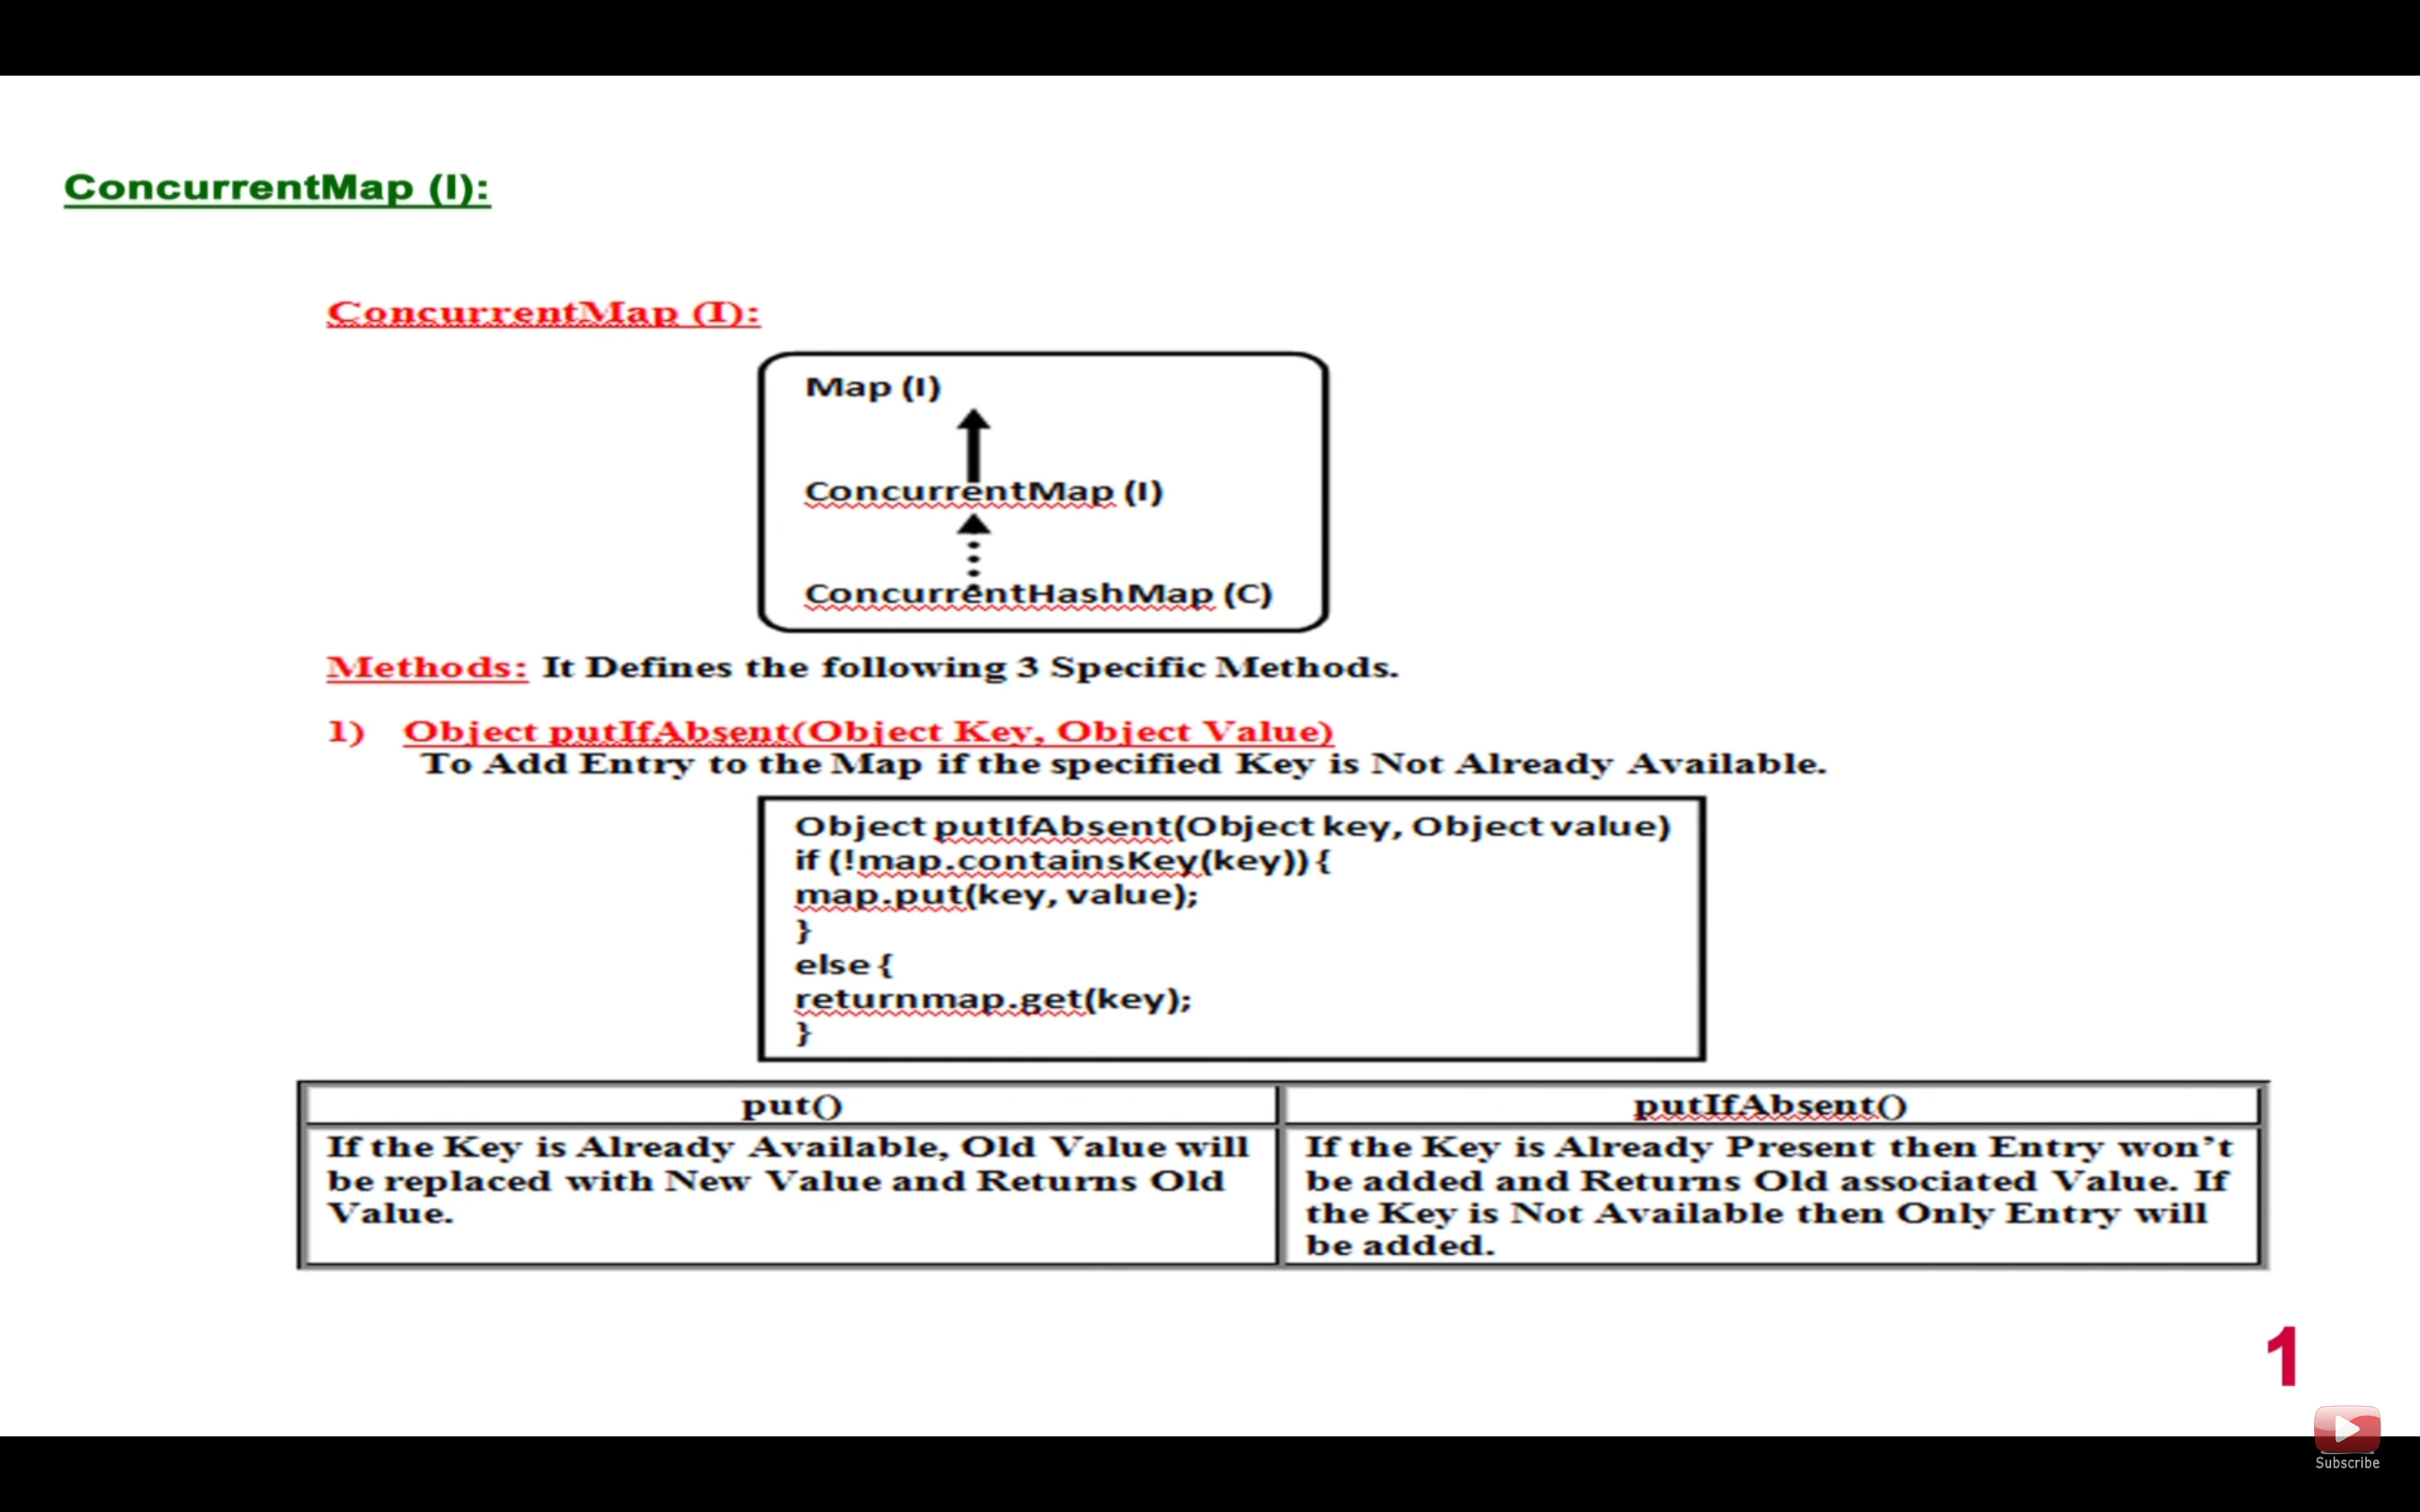 ConcurrentMap (I):
ConcurrentMap (I):
Map (I)
ConcurrentMap (I)
ConcurrentHashMap (C)
Methods: It Defines the following 3 Specific Methods.
1) Object putIfAbsent(Object Key, Object Value)
To Add Entry to the Map if the specified Key is Not Already Available.
Object putIfAbsent(Object key, Object value)
if (!map.containsKey(key)) {
map.put(key, value);
}
else {
returnmap.get(key);
}
put()
If the Key is Already Available, Old Value will
be replaced with New Value and Returns Old
Value.
putIfAbsent()
If the Key is Already Present then Entry won’t
be added and Returns Old associated Value. If
the Key is Not Available then Only Entry will
be added.
1
Subscribe